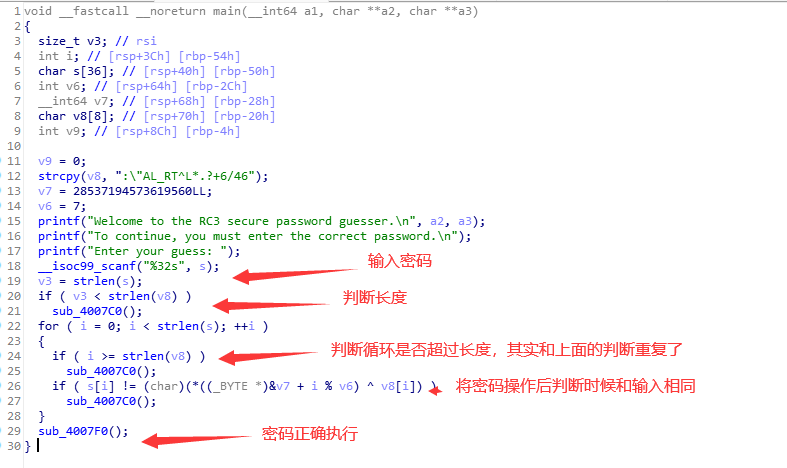 1 void __fastcall __noreturn main(__int64 a1, char **a2, char **a3)
2 {
3 size_t v3; // rsi
4 int i; // [rsp+3Ch] [rbp-54h]
5 char s[36]; // [rsp+40h] [rbp-50h]
6 int v6; // [rsp+64h] [rbp-2Ch]
7 __int64 v7; // [rsp+68h] [rbp-28h]
8 char v8[8]; // [rsp+70h] [rbp-20h]
9 int v9; // [rsp+8Ch] [rbp-4h]
10
11 v9 = 0;
12 strcpy(v8, ":\"AL_RT^L*.?+6/46");
13 v7 = 28537194573619560LL;
14 v6 = 7;
15 printf("Welcome to the RC3 secure password guesser.\n", a2, a3);
16 printf("To continue, you must enter the correct password.\n");
17 printf("Enter your guess: ");
18 __isoc99_scanf("%32s", s);
输入密码
19 v3 = strlen(s);
20 if ( v3 < strlen(v8) )
判断长度
21 sub_4007C0();
22 for ( i = 0; i < strlen(s); ++i )
23 {
24 if ( i >= strlen(v8) )
判断循环是否超过长度，其实和上面的判断重复了
25 sub_4007C0();
26 if ( s[i] != (char)(*((_BYTE *)&v7 + i % v6) ^ v8[i]) )
将密码操作后判断时候和输入相同
27 sub_4007C0();
28 }
29 sub_4007F0();
密码正确执行
30 }